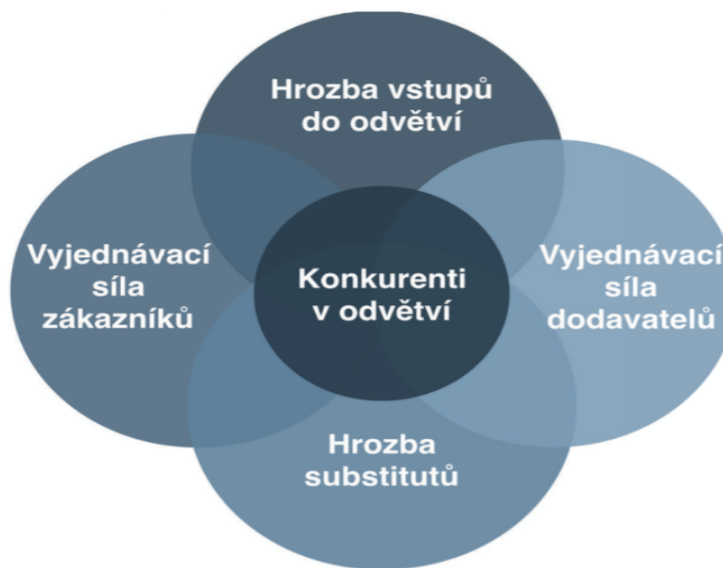 Hrozba vstupů
do odvětví
Vyjednávací
síla
zákazníků
Konkurenti
v odvětví
Vyjednávací
síla
dodavatelů
Hrozba
substitutů